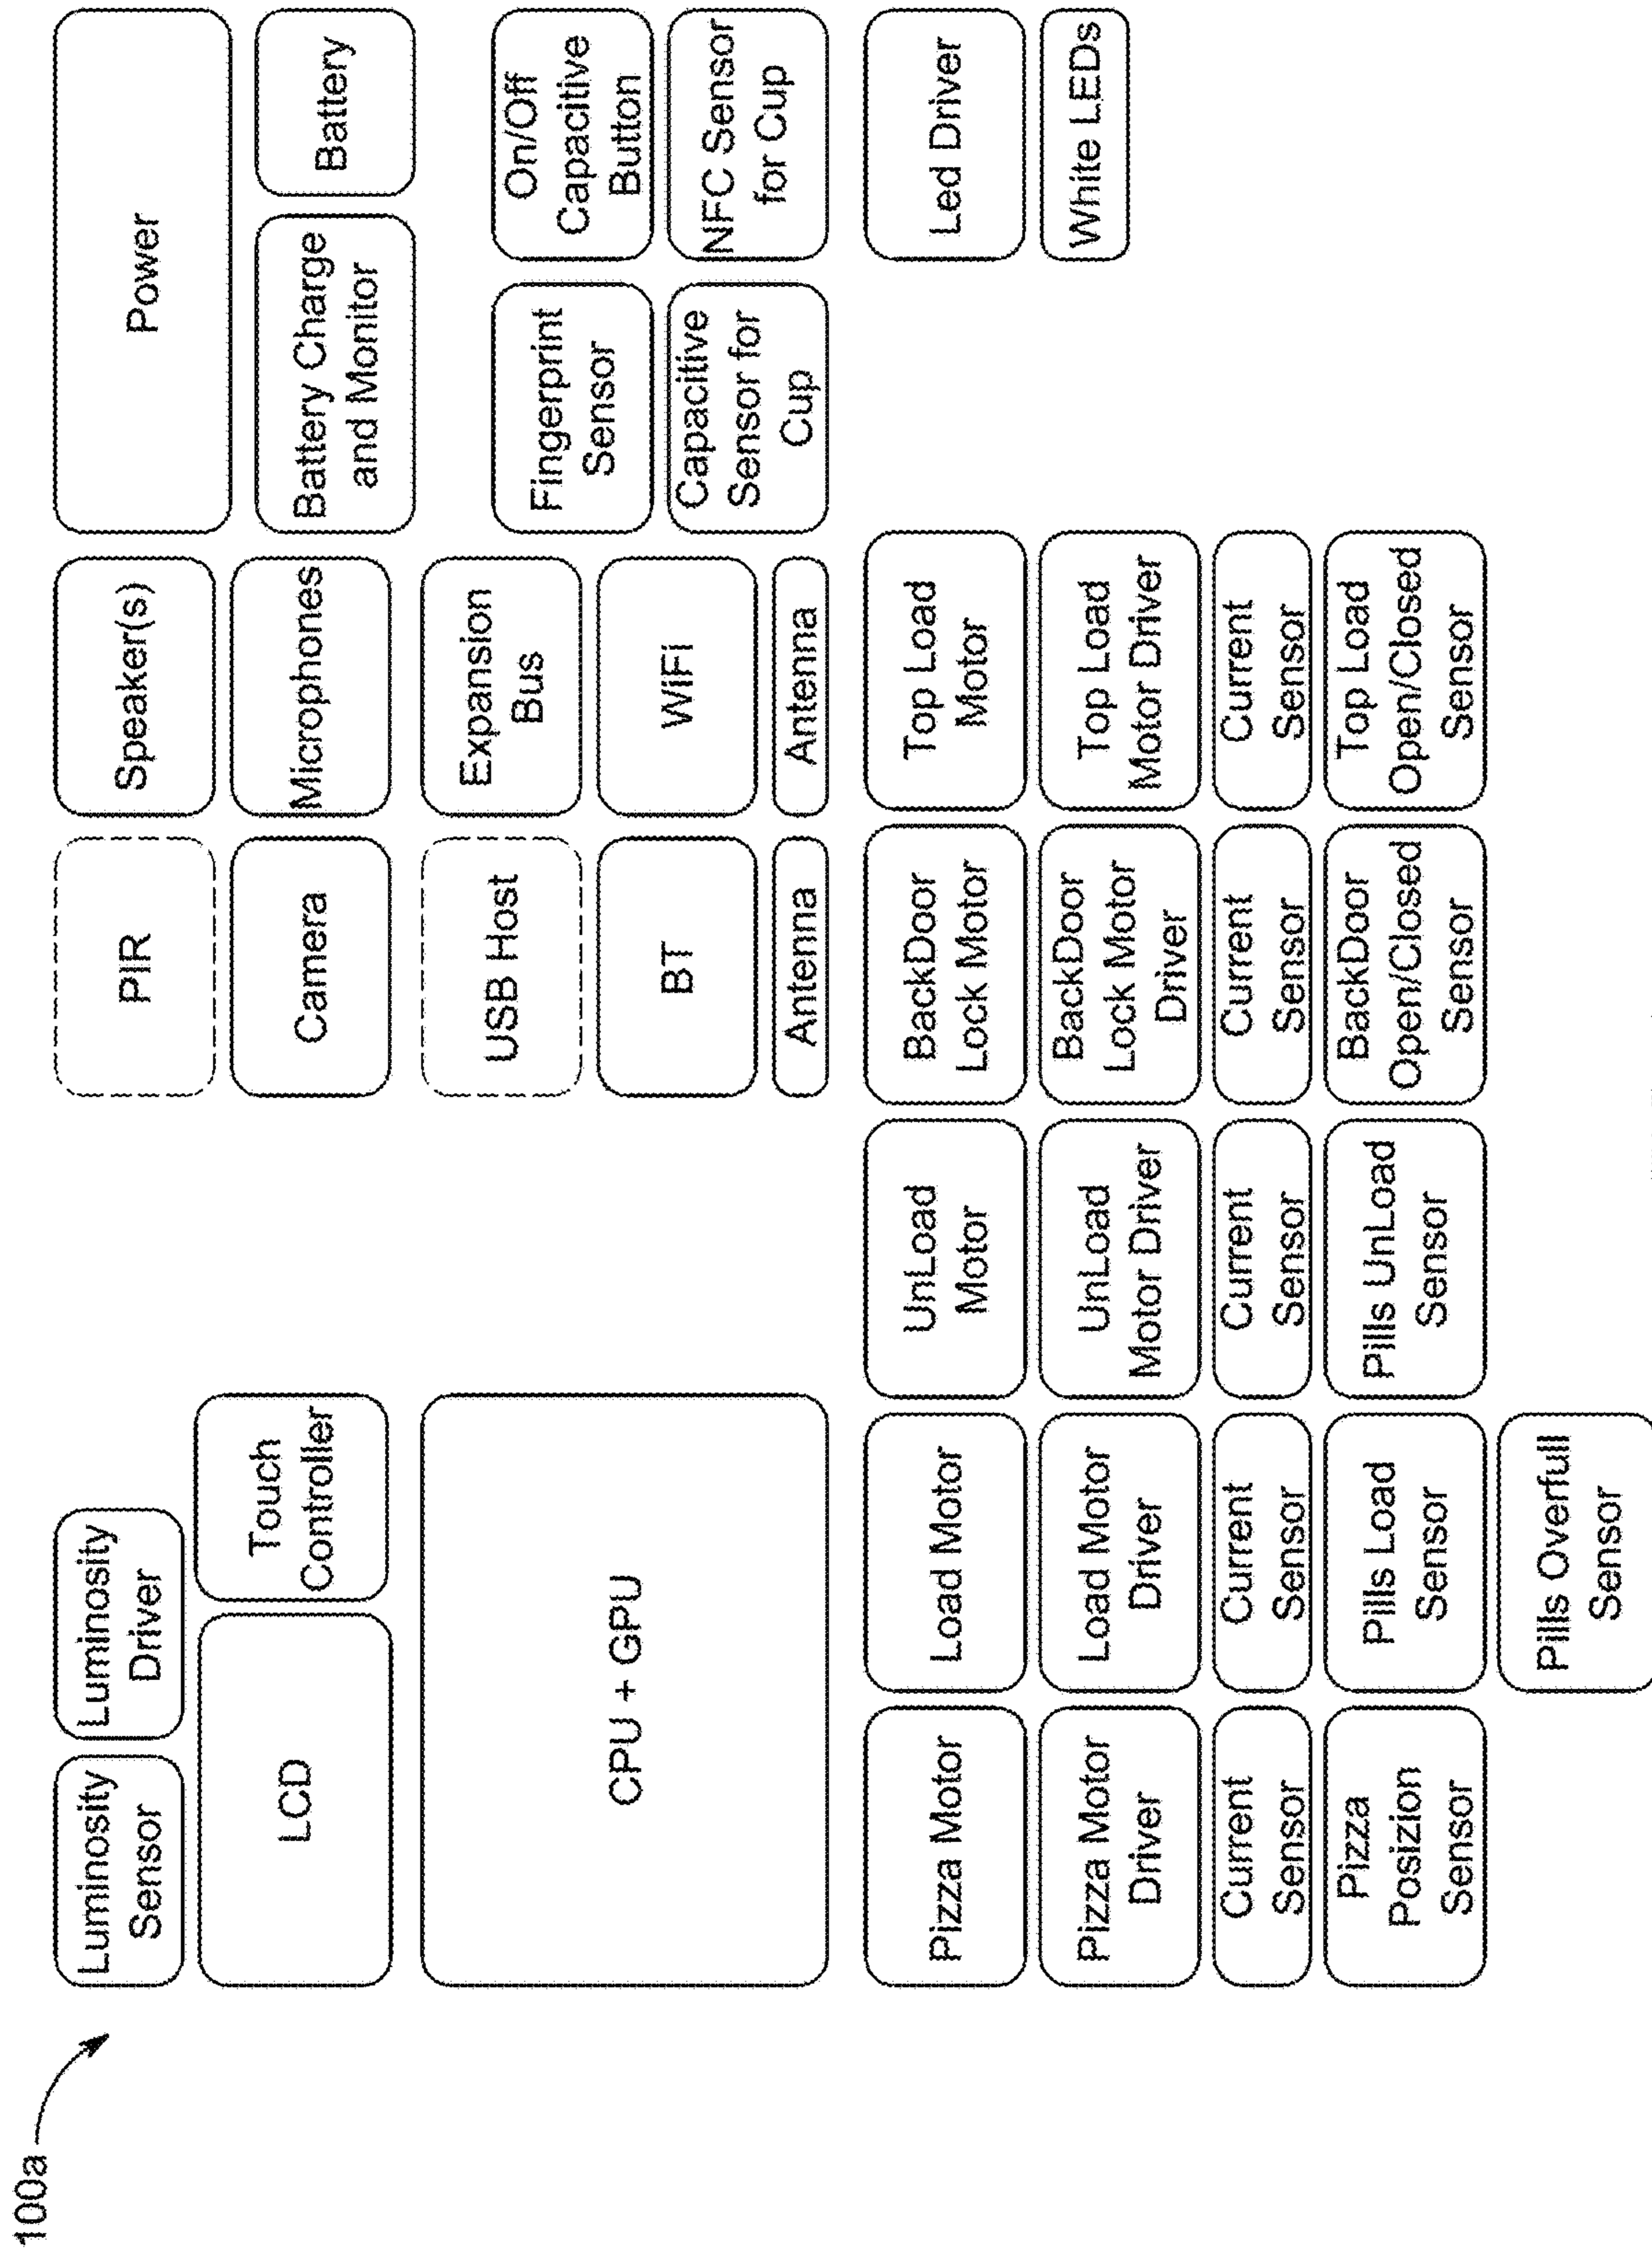 100a
Luminosity
Sensor
Luminosity
Driver
LCD
Touch
Controller
CPU + GPU
PIR
Speaker(s)
Camera
Microphones
USB Host
Expansion
Bus
BT
WiFi
Antenna
Antenna
Power
Battery Charge
and Monitor
Battery
Fingerprint
Sensor
On/Off
Capacitive
Button
Capacitive
Sensor for
Cup
NFC Sensor
for Cup
Pizza Motor
Load Motor
UnLoad
Motor
BackDoor
Lock Motor
Top Load
Motor
Led Driver
Pizza Motor
Driver
Load Motor
Driver
UnLoad
Motor Driver
BackDoor
Lock Motor
Driver
Top Load
Motor Driver
White LEDs
Current
Sensor
Current
Sensor
Current
Sensor
Current
Sensor
Current
Sensor
Pizza
Posizion
Sensor
Pills Load
Sensor
Pills UnLoad
Sensor
BackDoor
Open/Closed
Sensor
Top Load
Open/Closed
Sensor
Pills Overfull
Sensor